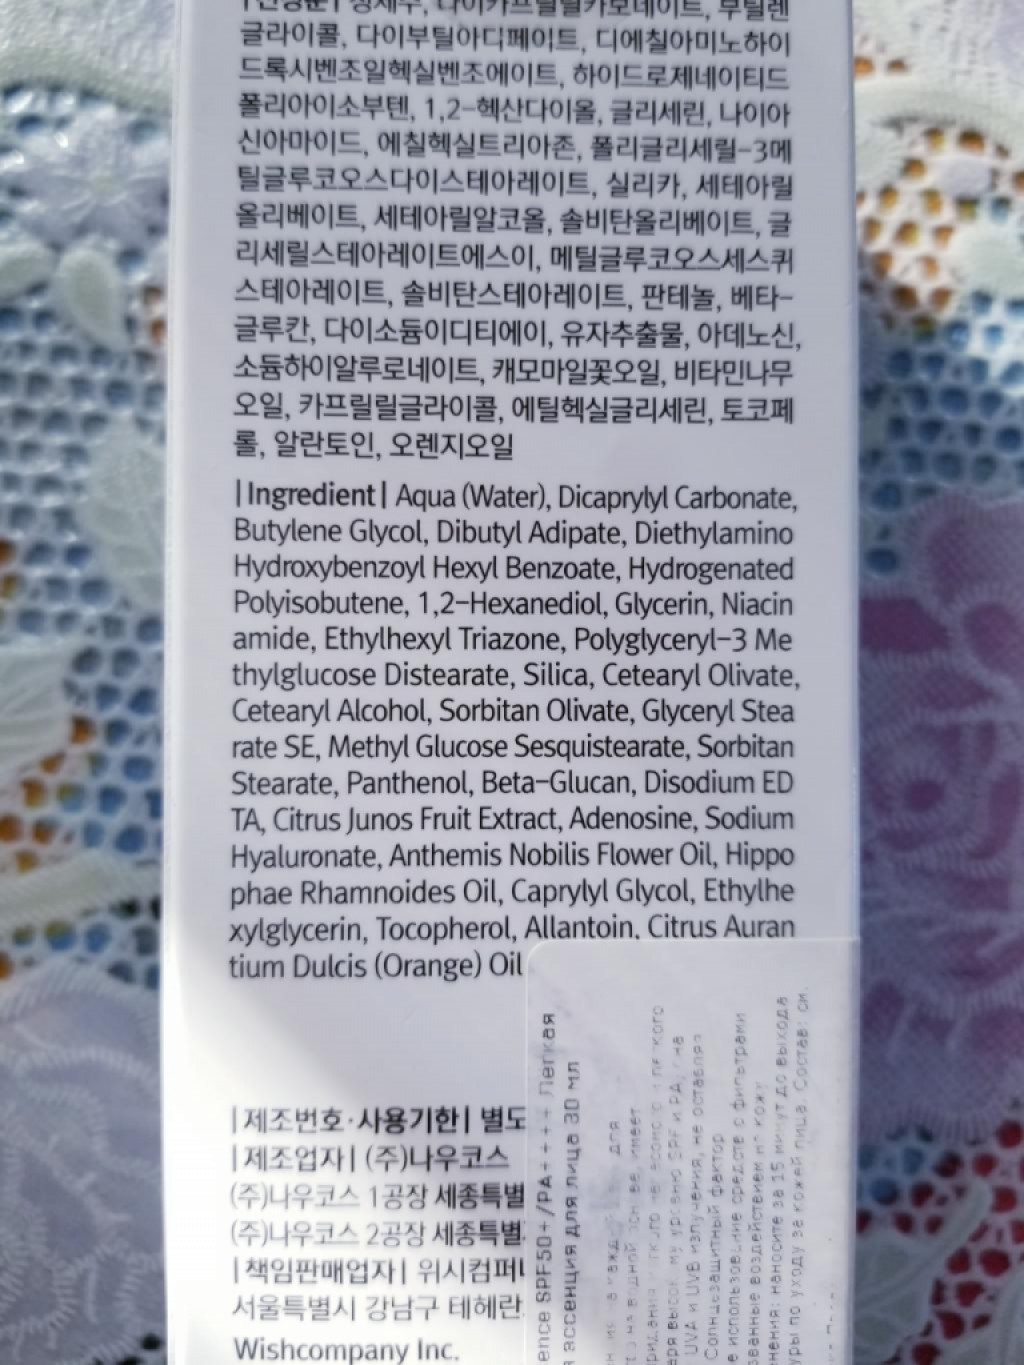 글라이콜, 다이부틸아디페이트, 디에칠아미노하이
드록시벤조일헥실벤조에이트, 하이드로제네이티드
폴리아이소부텐, 1,2-헥산다이올, 글리세린, 나이아
신아마이드, 에칠헥실트리아존, 폴리글리세릴-3메
틸글루코오스다이스테아레이트, 실리카, 세테아릴
올리베이트, 세테아릴알코올, 솔비탄올리베이트, 글
리세릴스테아레이트에스이, 메틸글루코오스세스퀴
스테아레이트, 솔비탄스테아레이트, 판테놀, 베타-
글루칸, 다이소듐이디티에이, 유자추출물, 아데노신,
소듐하이알루로네이트, 캐모마일꽃오일, 비타민나무
오일, 카프릴릴글라이콜, 에틸헥실글리세린, 토코페
롤, 알란토인, 오렌지오일
|Ingredient| Aqua (Water), Dicaprylyl Carbonate,
Butylene Glycol, Dibutyl Adipate, Diethylamino
Hydroxybenzoyl Hexyl Benzoate, Hydrogenated
Polyisobutene, 1,2-Hexanediol, Glycerin, Niacin
amide, Ethylhexyl Triazone, Polyglyceryl-3 Me
thylglucose Distearate, Silica, Cetearyl Olivate,
Cetearyl Alcohol, Sorbitan Olivate, Glyceryl Stea
rate SE, Methyl Glucose Sesquistearate, Sorbitan
Stearate, Panthenol, Beta-Glucan, Disodium ED
TA, Citrus Junos Fruit Extract, Adenosine, Sodium
Hyaluronate, Anthemis Nobilis Flower Oil, Hippo
phae Rhamnoides Oil, Caprylyl Glycol, Ethylhe
xylglycerin, Tocopherol, Allantoin, Citrus Auran
tium Dulcis (Orange) Oil
|제조번호·사용기한| 별도
|제조업자| (주)나우코스
(주)나우코스 1공장 세종특별
(주)나우코스 2공장 세종특별
|책임판매업자| 위시컴퍼니
서울특별시 강남구 테헤란
Wishcompany Inc.
ence SPF50+/PA++++ Легкая
я эссенция для лица 30 мл
для
имеет
UVA и UVB излучения, не оставляя
Солнцезащитный фактор
использование средств с фильтрами
званные воздействием
нения: наносите за 15 минут до выхода
уры по уходу за кожей лица. Состав: см.